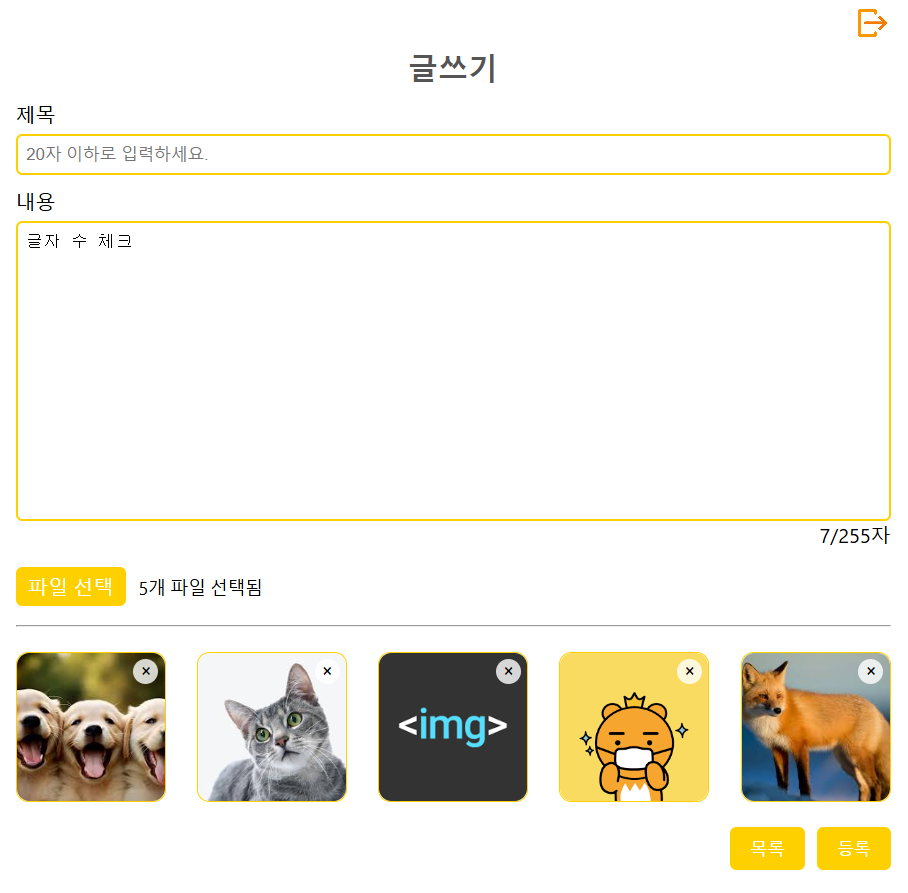 글쓰기
제목
20자 이하로 입력하세요.
내용
글자 수 체크
7/255자
파일 선택 5개 파일 선택됨
× × × × ×
<img>
목록 등록